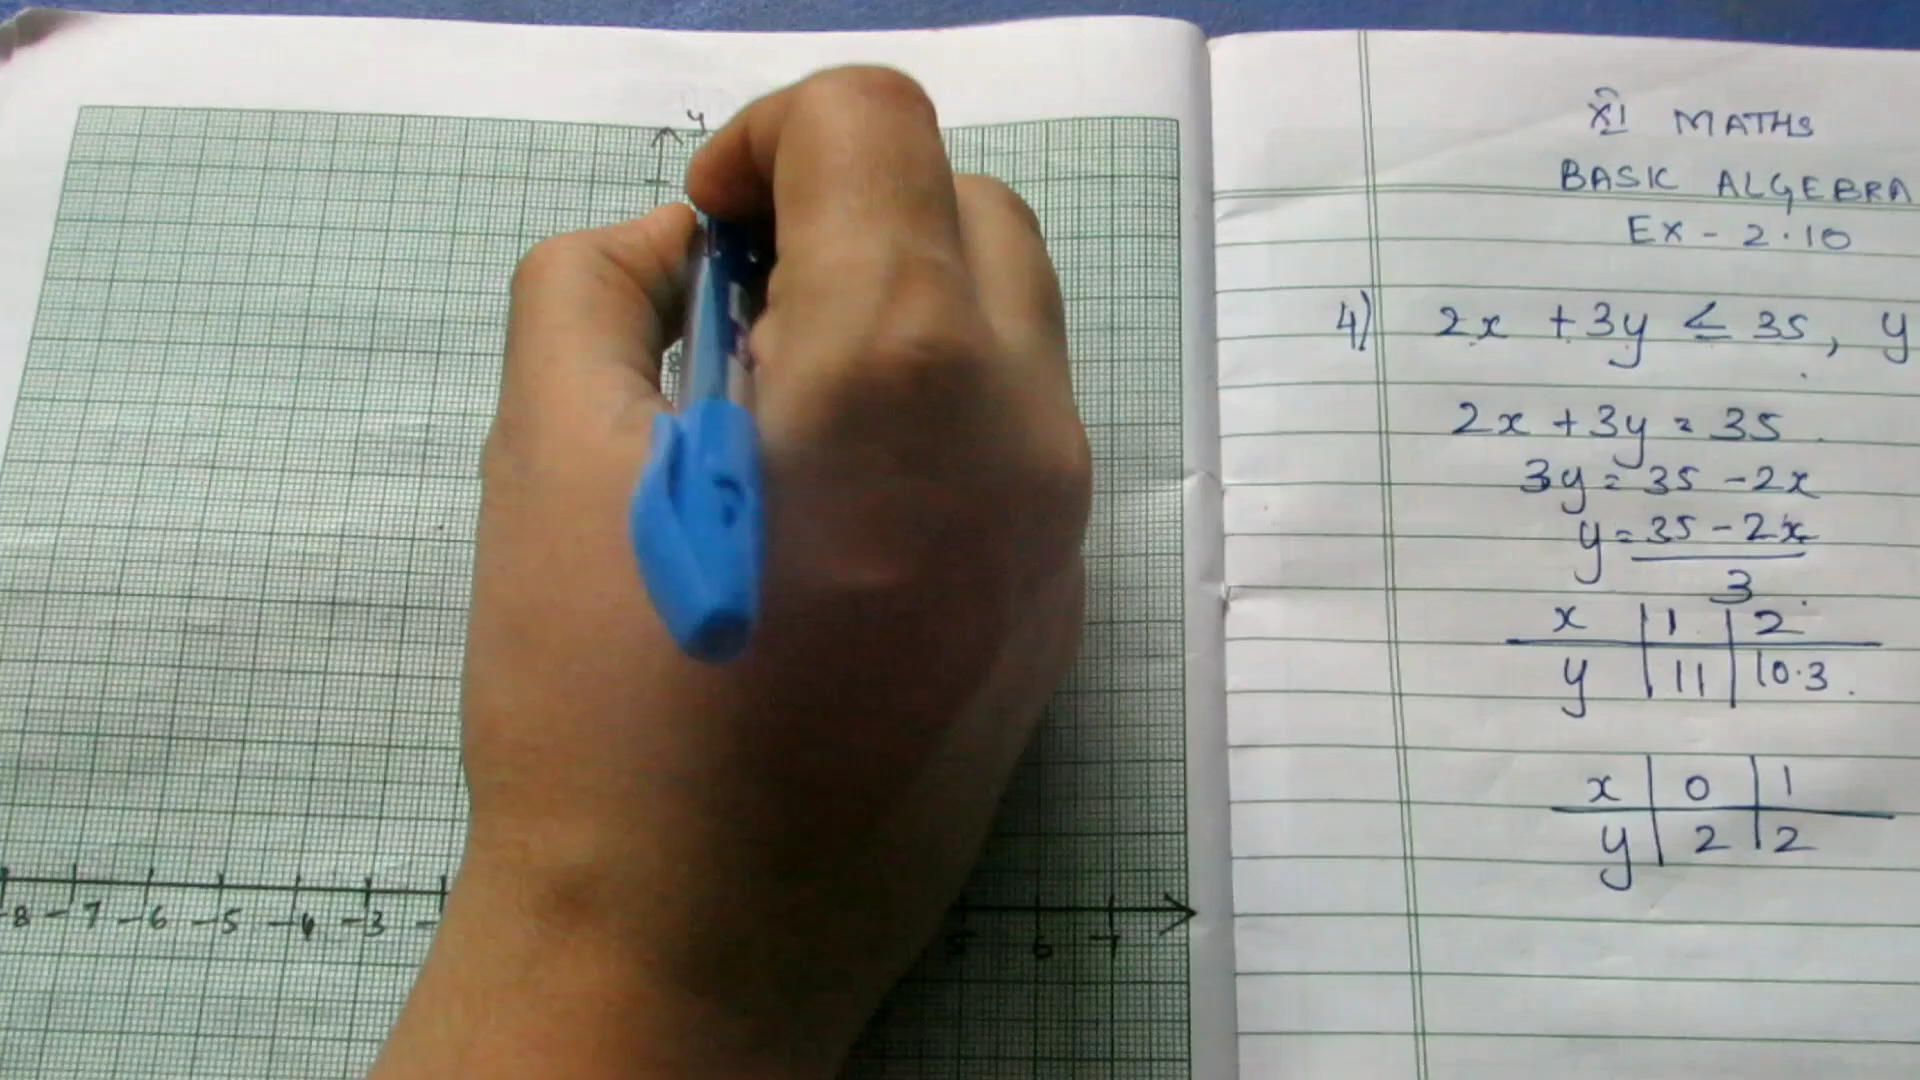 y
8
-8 -7 -6 -5 -4 -3 -
5 6 7
XI MATHS
BASIC ALGEBRA
EX - 2.10
4) 2x + 3y ≤ 35, y
2x + 3y = 35
3y = 35 - 2x
y = 35 - 2x
3
x | 1 | 2
y | 11 | 10.3
x | 0 | 1
y | 2 | 2